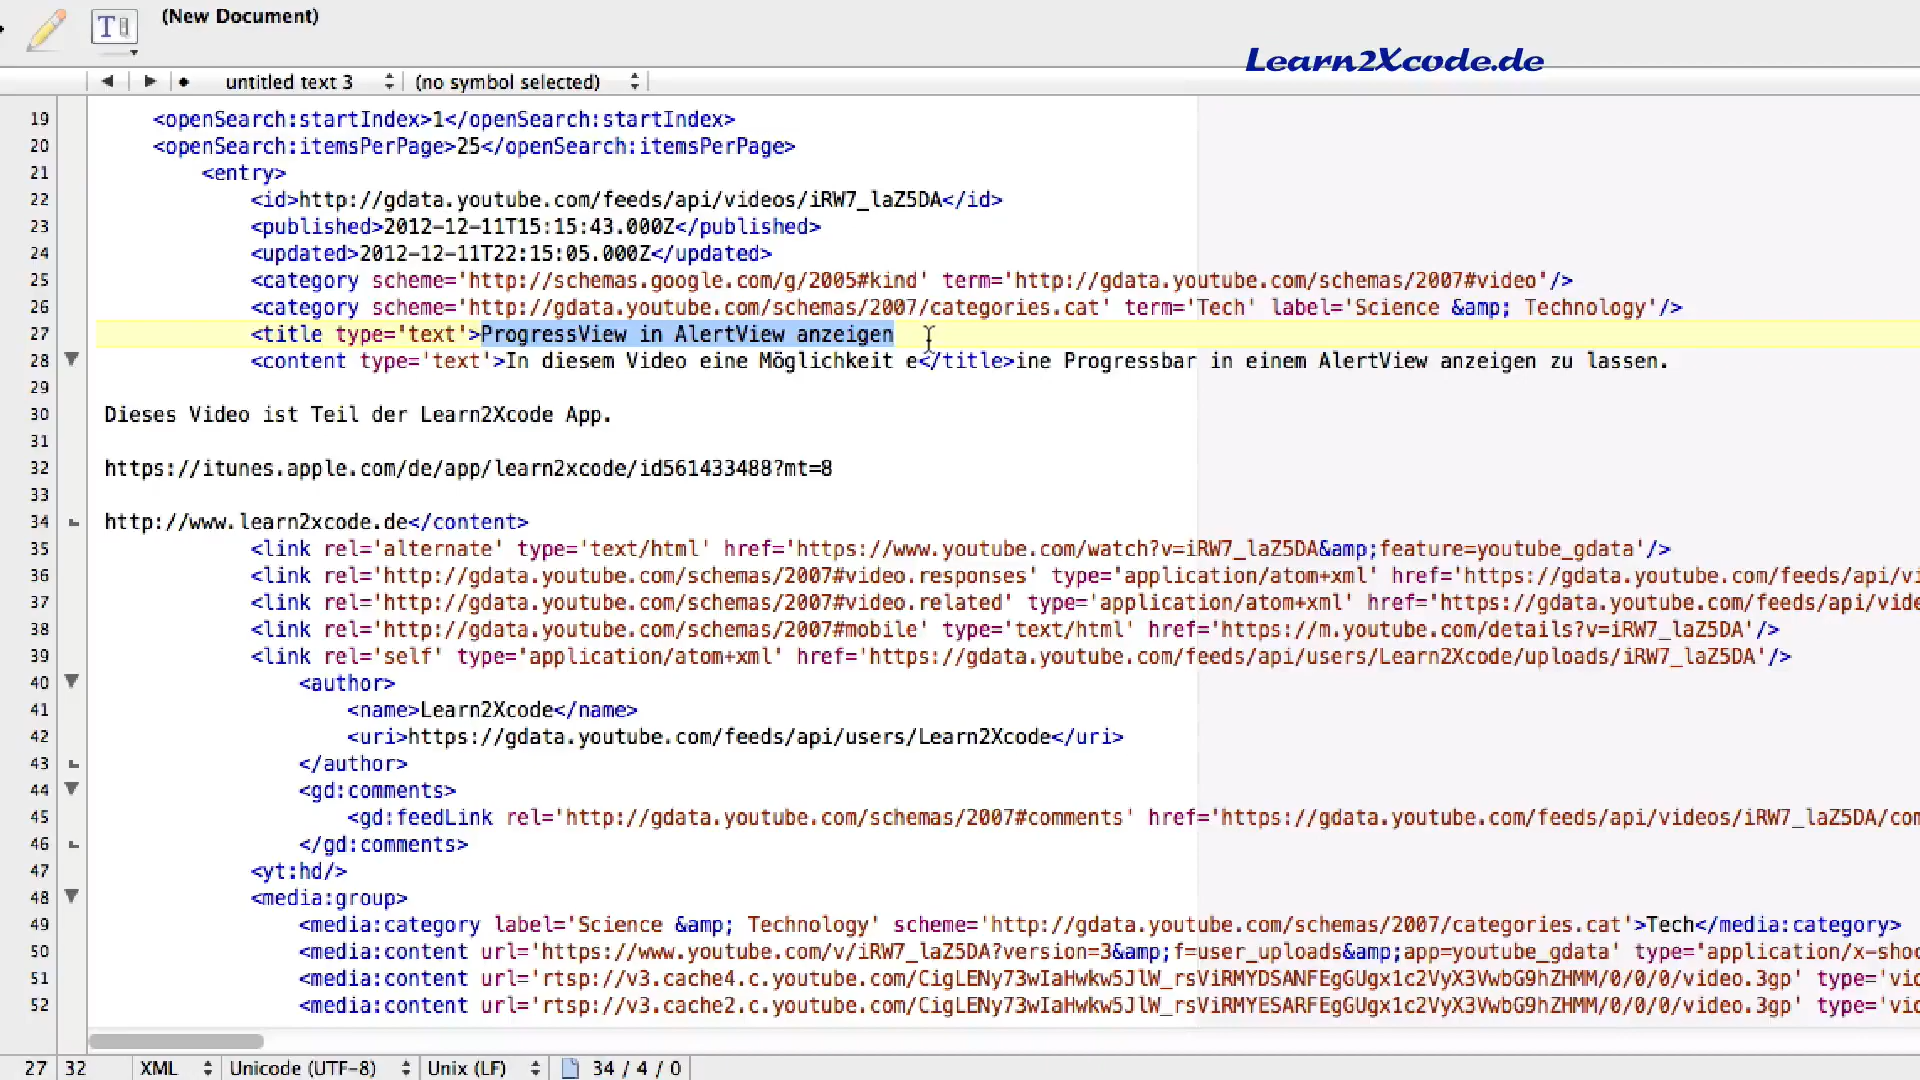 (New Document)
Learn2Xcode.de
untitled text 3 (no symbol selected)
19 <openSearch:startIndex>1</openSearch:startIndex>
20 <openSearch:itemsPerPage>25</openSearch:itemsPerPage>
21 <entry>
22 <id>http://gdata.youtube.com/feeds/api/videos/iRW7_laZ5DA</id>
23 <published>2012-12-11T15:15:43.000Z</published>
24 <updated>2012-12-11T22:15:05.000Z</updated>
25 <category scheme='http://schemas.google.com/g/2005#kind' term='http://gdata.youtube.com/schemas/2007#video'/>
26 <category scheme='http://gdata.youtube.com/schemas/2007/categories.cat' term='Tech' label='Science &amp; Technology'/>
27 <title type='text'>ProgressView in AlertView anzeigen
28 <content type='text'>In diesem Video eine Möglichkeit e</title>ine Progressbar in einem AlertView anzeigen zu lassen.
29
30 Dieses Video ist Teil der Learn2Xcode App.
31
32 https://itunes.apple.com/de/app/learn2xcode/id561433488?mt=8
33
34 http://www.learn2xcode.de</content>
35 <link rel='alternate' type='text/html' href='https://www.youtube.com/watch?v=iRW7_laZ5DA&amp;feature=youtube_gdata'/>
36 <link rel='http://gdata.youtube.com/schemas/2007#video.responses' type='application/atom+xml' href='https://gdata.youtube.com/feeds/api/vi
37 <link rel='http://gdata.youtube.com/schemas/2007#video.related' type='application/atom+xml' href='https://gdata.youtube.com/feeds/api/vide
38 <link rel='http://gdata.youtube.com/schemas/2007#mobile' type='text/html' href='https://m.youtube.com/details?v=iRW7_laZ5DA'/>
39 <link rel='self' type='application/atom+xml' href='https://gdata.youtube.com/feeds/api/users/Learn2Xcode/uploads/iRW7_laZ5DA'/>
40 <author>
41 <name>Learn2Xcode</name>
42 <uri>https://gdata.youtube.com/feeds/api/users/Learn2Xcode</uri>
43 </author>
44 <gd:comments>
45 <gd:feedLink rel='http://gdata.youtube.com/schemas/2007#comments' href='https://gdata.youtube.com/feeds/api/videos/iRW7_laZ5DA/com
46 </gd:comments>
47 <yt:hd/>
48 <media:group>
49 <media:category label='Science &amp; Technology' scheme='http://gdata.youtube.com/schemas/2007/categories.cat'>Tech</media:category>
50 <media:content url='https://www.youtube.com/v/iRW7_laZ5DA?version=3&amp;f=user_uploads&amp;app=youtube_gdata' type='application/x-shoc
51 <media:content url='rtsp://v3.cache4.c.youtube.com/CigLENy73wIaHwkw5JlW_rsViRMYDSANFEgGUgx1c2VyX3VwbG9hZHMM/0/0/0/video.3gp' type='vid
52 <media:content url='rtsp://v3.cache2.c.youtube.com/CigLENy73wIaHwkw5JlW_rsViRMYESARFEgGUgx1c2VyX3VwbG9hZHMM/0/0/0/video.3gp' type='vid
27 32 XML Unicode (UTF-8) Unix (LF) 34 / 4 / 0